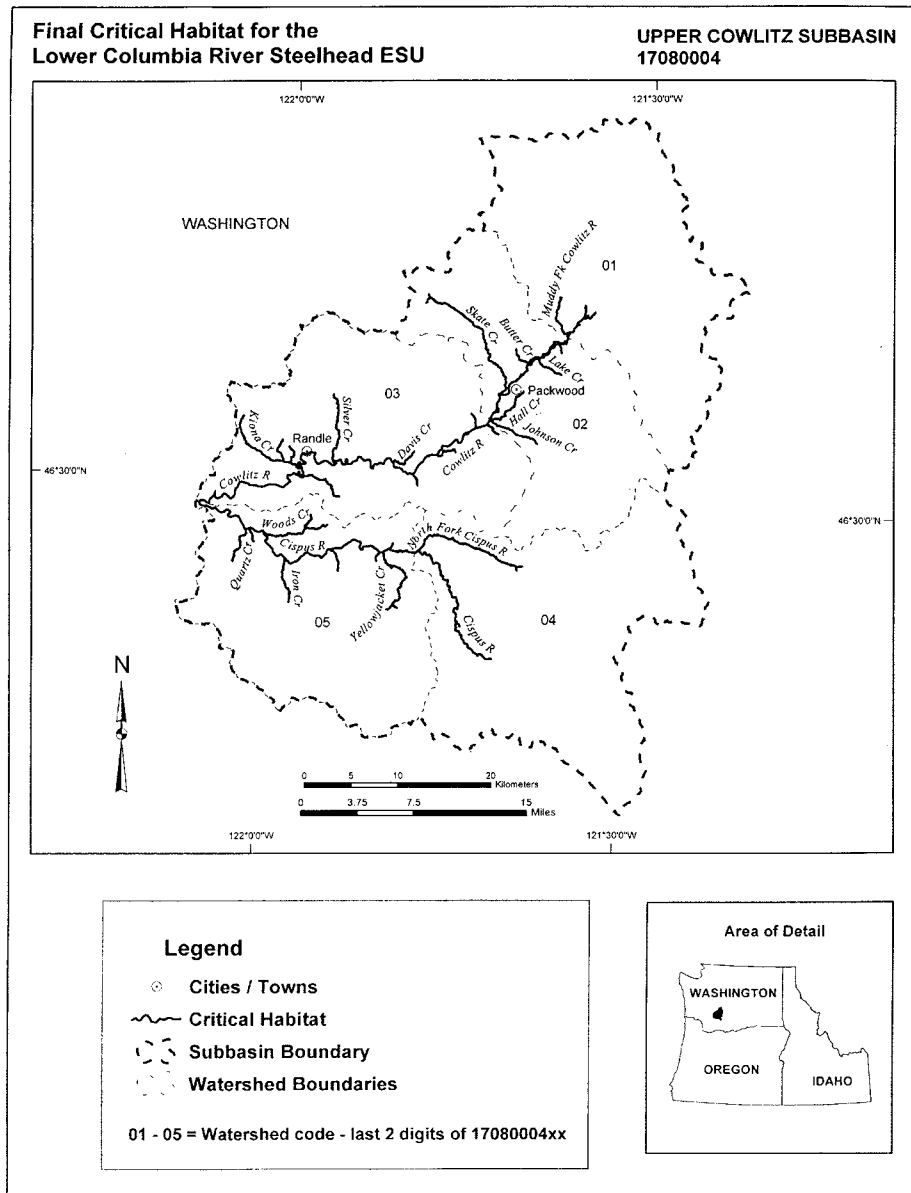 Final Critical Habitat for the
Lower Columbia River Steelhead ESU
UPPER COWLITZ SUBBASIN
17080004
122°0'0"W
121°30'0"W
WASHINGTON
Muddy Fk Cowlitz R
01
Skate Cr
Butter Cr
Lake Cr
Packwood
03
Silver Cr
Hall Cr
02
Kiona Cr
Randle
Davis Cr
Johnson Cr
Cowlitz R
46°30'0"N
Cowlitz R
46°30'0"N
Woods Cr
North Fork Cispus R
Quartz Cr
Cispus R
Iron Cr
Yellowjacket Cr
05
04
Cispus R
N
0 5 10 20
Kilometers
0 3.75 7.5 15
Miles
122°0'0"W
121°30'0"W
Legend
Cities / Towns
Critical Habitat
Subbasin Boundary
Watershed Boundaries
01 - 05 = Watershed code - last 2 digits of 17080004xx
Area of Detail
WASHINGTON
OREGON
IDAHO